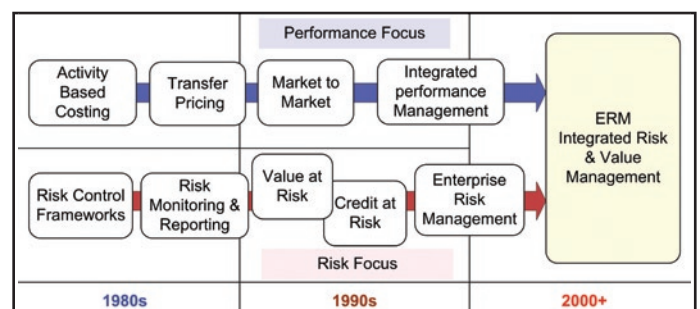 Performance Focus
Activity
Based
Costing
Transfer
Pricing
Market to
Market
Integrated
performance
Management
ERM
Integrated Risk
& Value
Management
Risk Control
Frameworks
Risk
Monitoring &
Reporting
Value at
Risk
Credit at
Risk
Enterprise
Risk
Management
Risk Focus
1980s
1990s
2000+